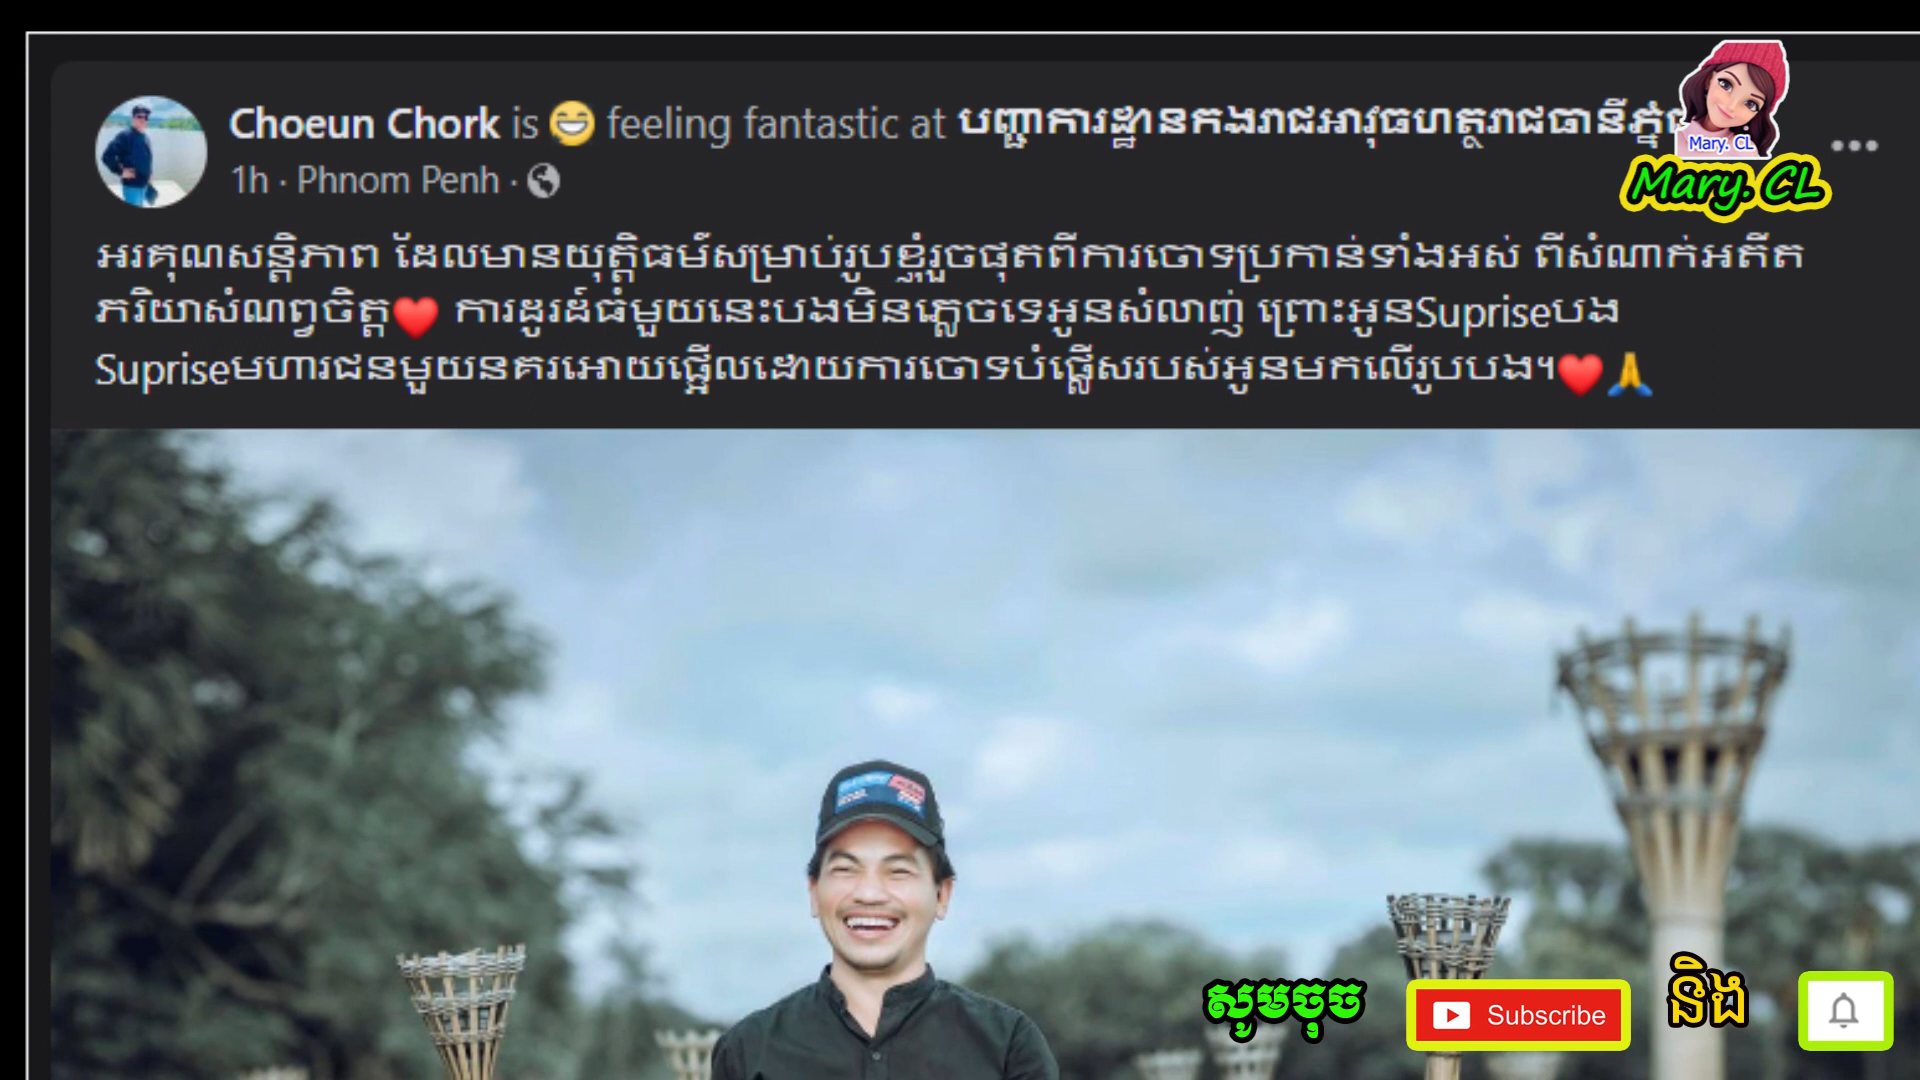 Choeun Chork is 😄 feeling fantastic at បញ្ជាការដ្ឋានកងរាជអាវុធហត្ថរាជធានី
1h · Phnom Penh ·
Mary. CL
Mary. CL
អរគុណសន្តិភាព ដែលមានយុត្តិធម៌សម្រាប់រូបខ្ញុំរួចផុតពីការចោទប្រកាន់ទាំងអស់ ពីសំណាក់អតីត
ភរិយាសំណព្វចិត្ត❤️ ការដូរដ៍ធំមួយនេះបងមិនភ្លេចទេអូនសំលាញ់ ព្រោះអូនSupriseបង
Supriseមហារជនមួយនគរអោយផ្អើលដោយការចោទបំផ្លើសរបស់អូនមកលើរូបបង។❤️🙏
សូមចុច Subscribe និង